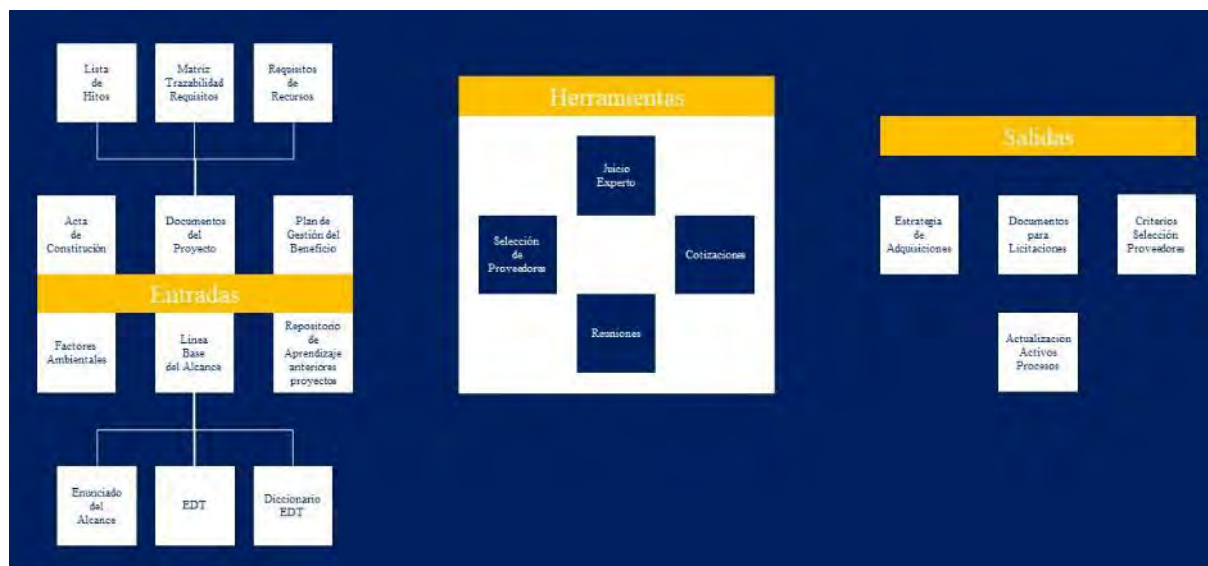 Lista
de
Hitos
Matriz
Trazabilidad
Requisitos
Requisitos
de
Recursos
Acta
de
Constitución
Documentos
del
Proyecto
Plan de
Gestión del
Beneficio
Entradas
Factores
Ambientales
Linea
Base
del Alcance
Repositorio
de
Aprendizaje
anteriores
proyectos
Enunciado
del
Alcance
EDT
Diccionario
EDT
Herramientas
Juicio
Experto
Selección
de
Proveedores
Cotizaciones
Reuniones
Salidas
Estrategia
de
Adquisiciones
Documentos
para
Licitaciones
Criterios
Selección
Proveedores
Actualizacion
Activos
Procesos